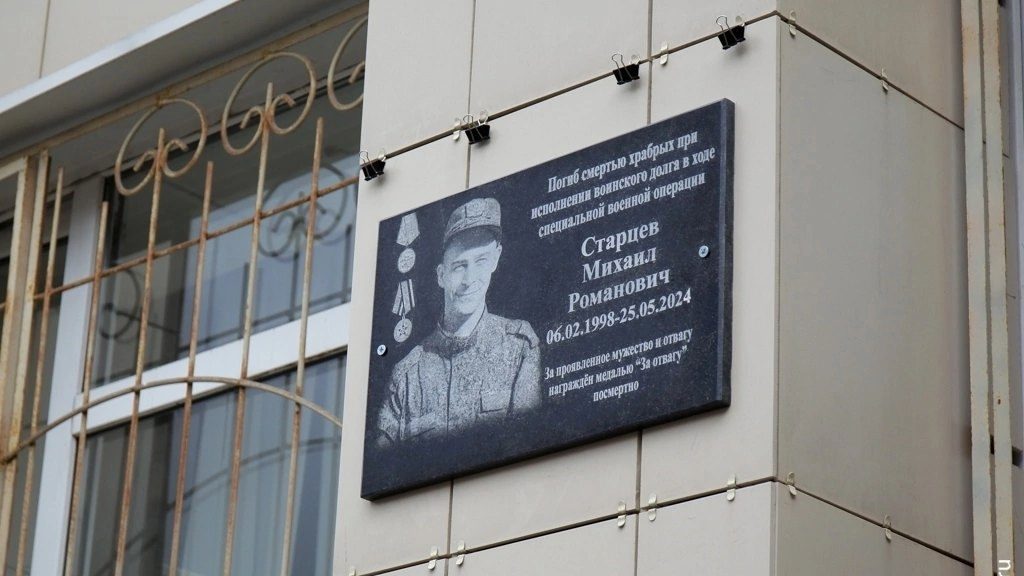 Погиб смертью храбрых при
исполнении воинского долга в ходе
специальной военной операции
Старцев
Михаил
Романович
06.02.1998-25.05.2024
За проявленное мужество и отвагу
награждён медалью "За отвагу"
посмертно